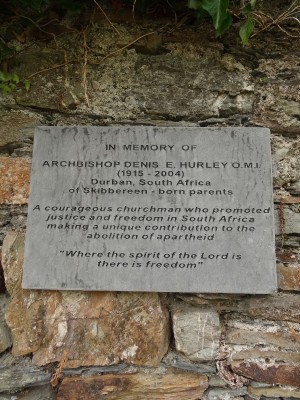 IN MEMORY OF
ARCHBISHOP DENIS E. HURLEY O.M.I.
(1915 - 2004)
Durban, South Africa
of Skibbereen - born parents
A courageous churchman who promoted
justice and freedom in South Africa
making a unique contribution to the
abolition of apartheid
"Where the spirit of the Lord is
there is freedom"